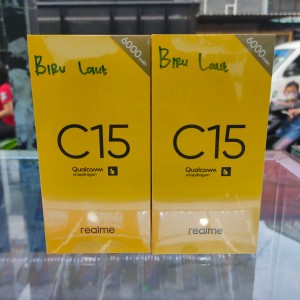 6000mAh
BIRU Laut
C15
Qualcomm
snapdragon
realme
6000mAh
BIRU Laut
C15
Qualcomm
snapdragon
realme